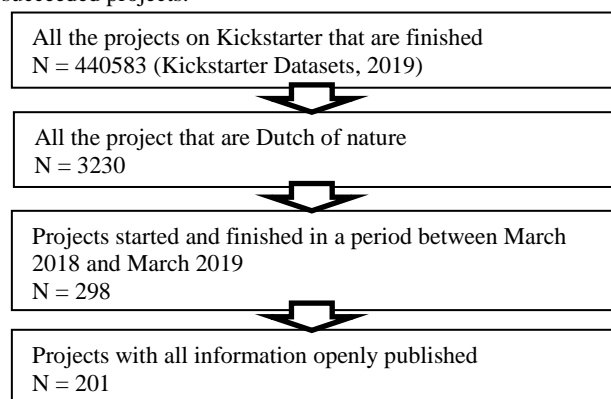 succeeded projects.
All the projects on Kickstarter that are finished
N = 440583 (Kickstarter Datasets, 2019)
All the project that are Dutch of nature
N = 3230
Projects started and finished in a period between March
2018 and March 2019
N = 298
Projects with all information openly published
N = 201